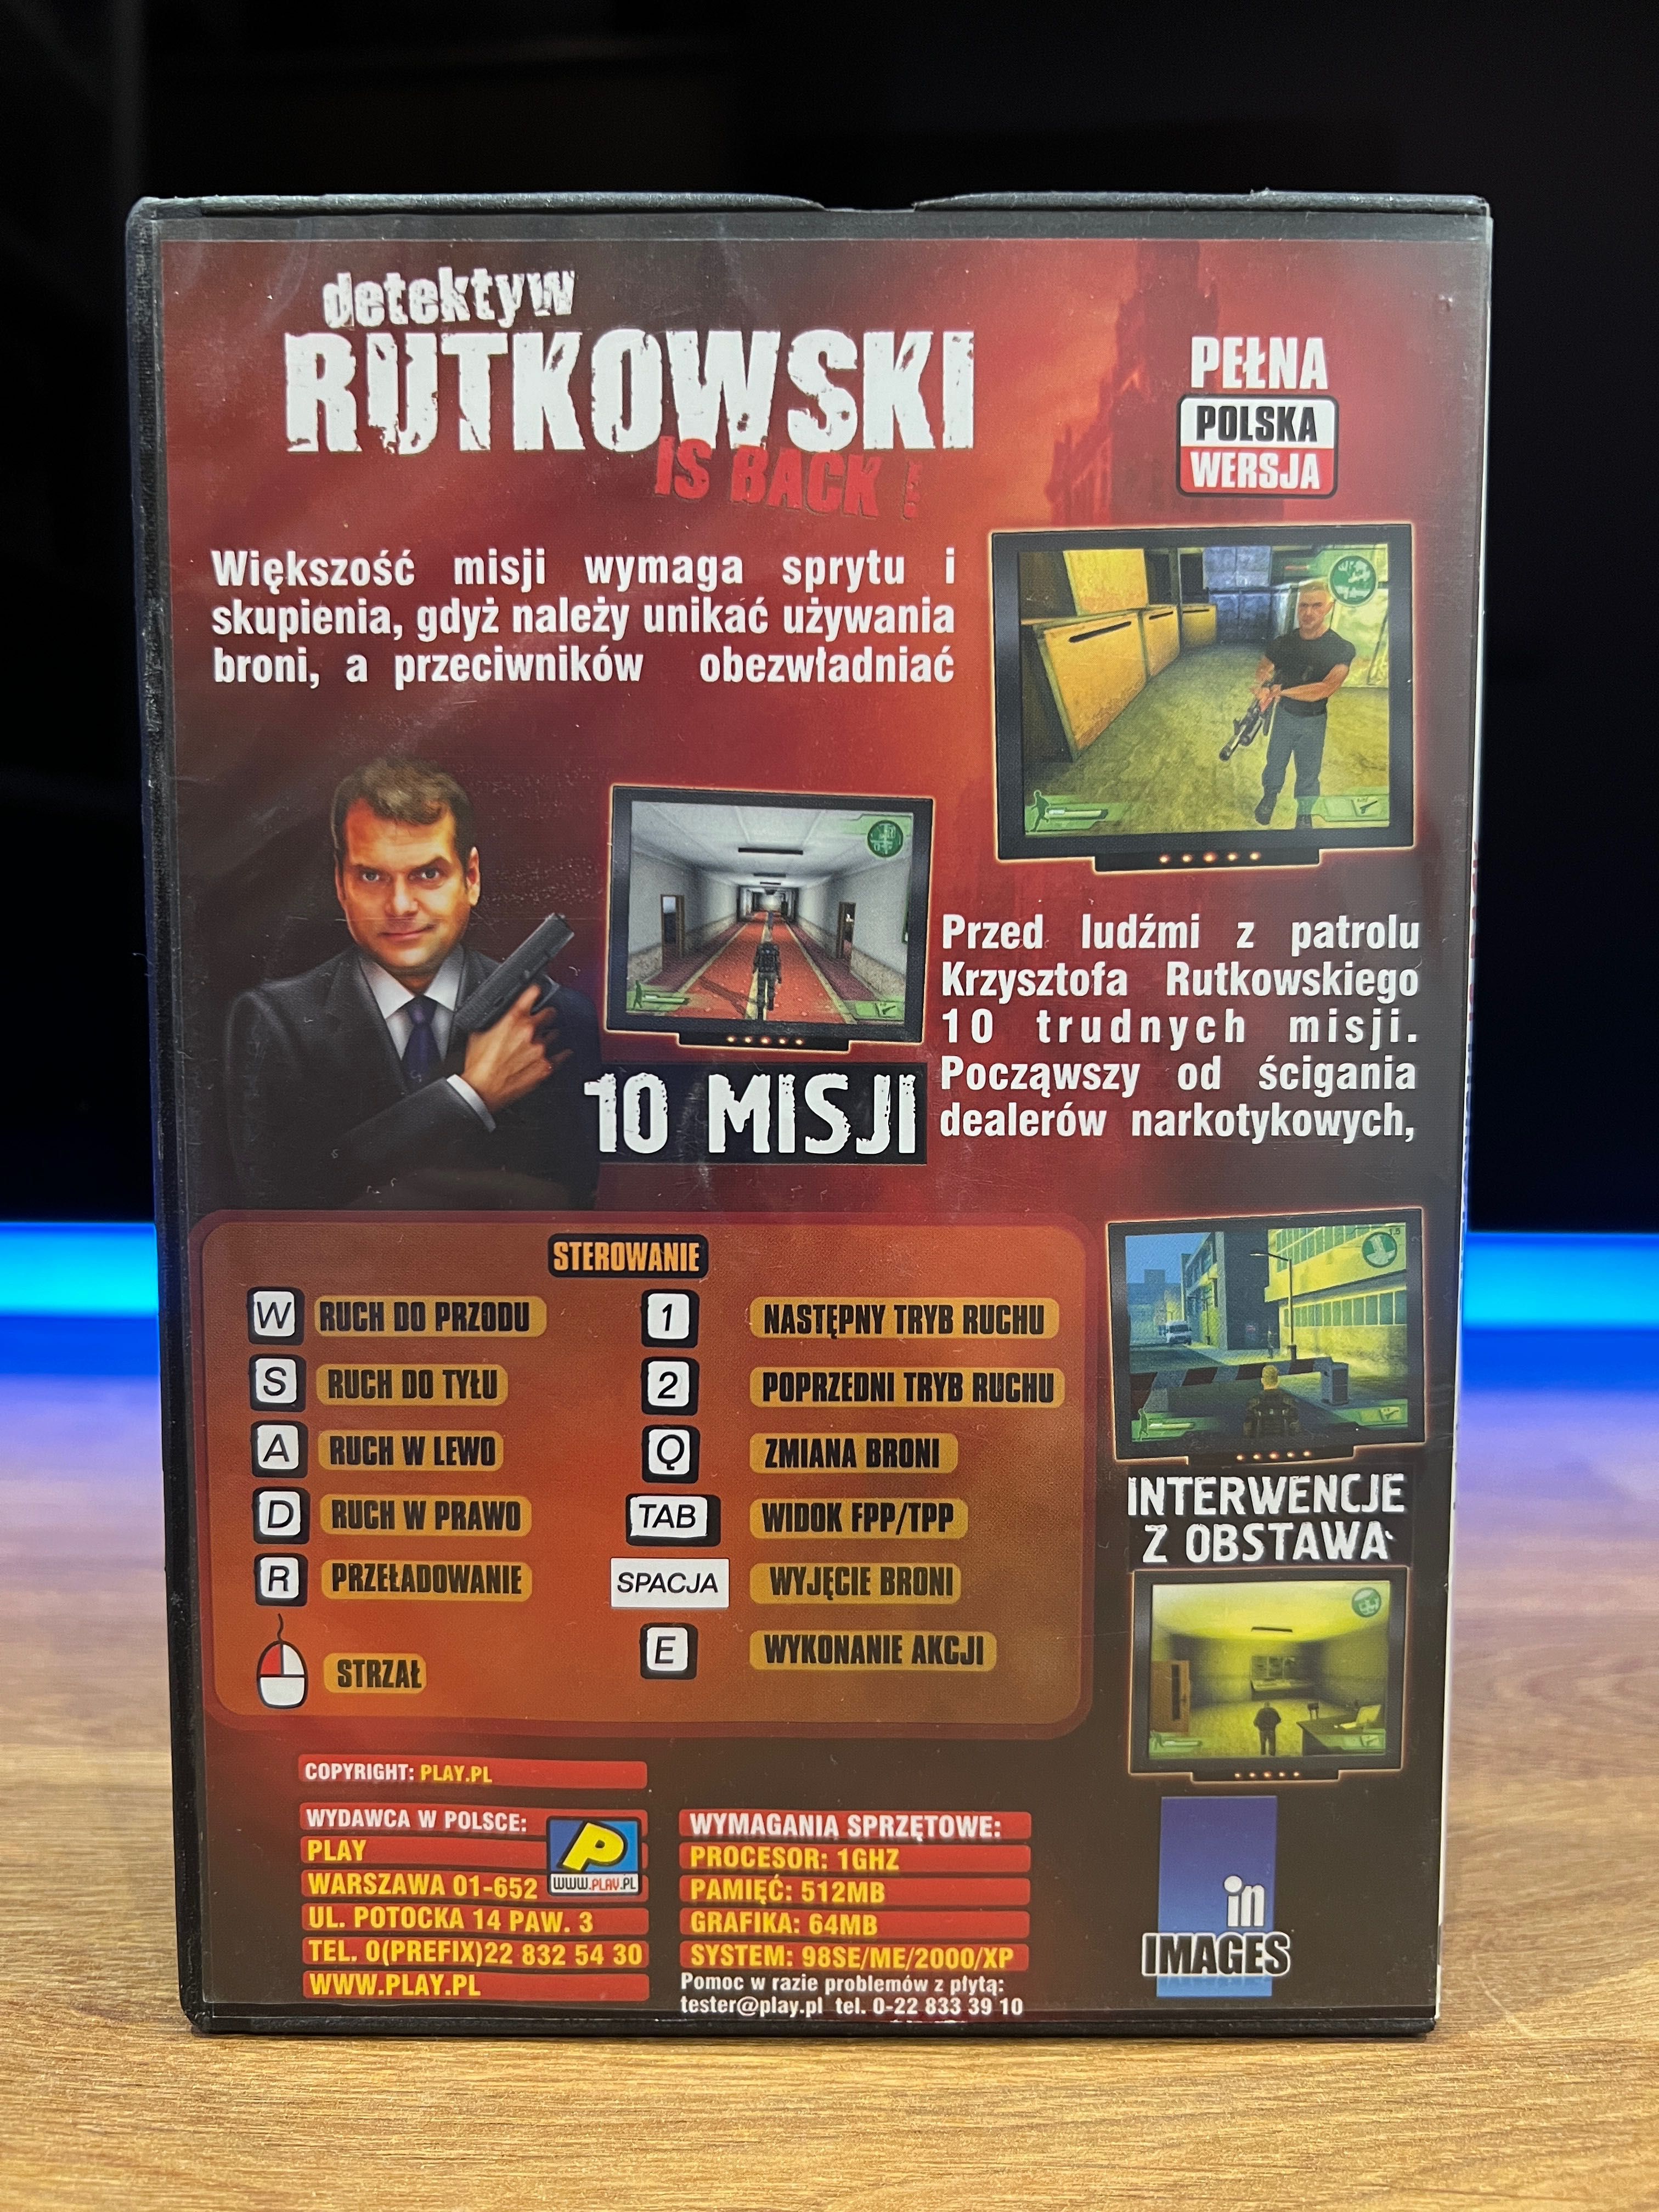 detektyw
RUTKOWSKI
IS BACK !
PEŁNA
POLSKA
WERSJA
Większość misji wymaga sprytu i
skupienia, gdyż należy unikać używania
broni, a przeciwników obezwładniać
Przed ludźmi z patrolu
Krzysztofa Rutkowskiego
10 trudnych misji.
Począwszy od ścigania
dealerów narkotykowych,
10 MISJI
STEROWANIE
W RUCH DO PRZODU
S RUCH DO TYŁU
A RUCH W LEWO
D RUCH W PRAWO
R PRZEŁADOWANIE
STRZAŁ
1 NASTĘPNY TRYB RUCHU
2 POPRZEDNI TRYB RUCHU
Q ZMIANA BRONI
TAB WIDOK FPP/TPP
SPACJA WYJĘCIE BRONI
E WYKONANIE AKCJI
INTERWENCJE
Z OBSTAWĄ
COPYRIGHT: PLAY.PL
WYDAWCA W POLSCE:
PLAY
WARSZAWA 01-652
UL. POTOCKA 14 PAW. 3
TEL. 0(PREFIX)22 832 54 30
WWW.PLAY.PL
P
WWW.PLAY.PL
WYMAGANIA SPRZĘTOWE:
PROCESOR: 1GHZ
PAMIĘĆ: 512MB
GRAFIKA: 64MB
SYSTEM: 98SE/ME/2000/XP
Pomoc w razie problemów z płytą:
tester@play.pl tel. 0-22 833 39 10
in
IMAGES